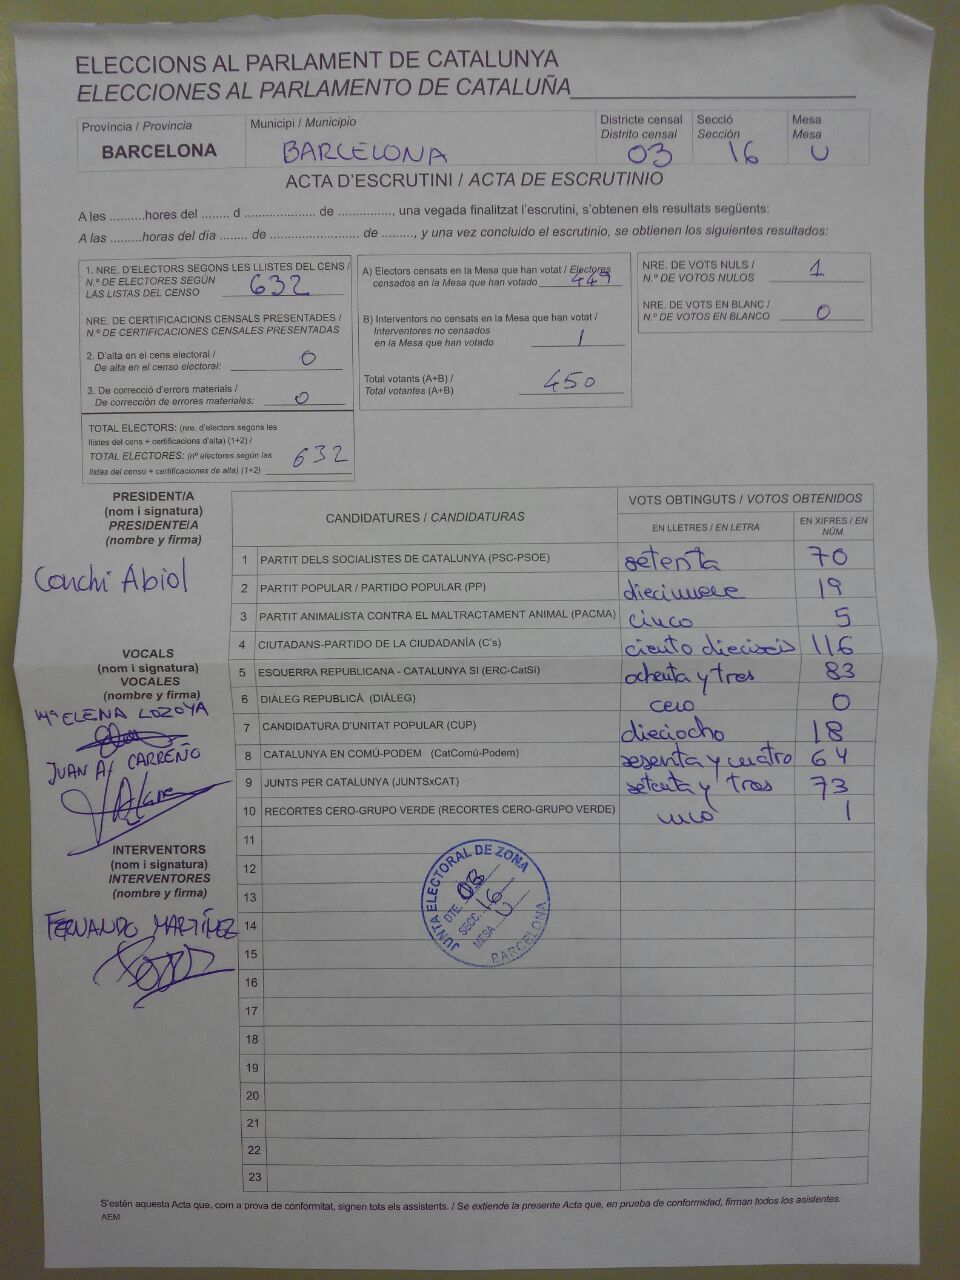 ELECCIONS AL PARLAMENT DE CATALUNYA
ELECCIONES AL PARLAMENTO DE CATALUÑA
Província / Provincia
BARCELONA
Municipi / Municipio
BARCELONA
Districte censal
Distrito censal
03
Secció
Sección
16
Mesa
Mesa
U
ACTA D'ESCRUTINI / ACTA DE ESCRUTINIO
A les ..........hores del ........ d .................... de ..............., una vegada finalitzat l'escrutini, s'obtenen els resultats següents:
A las .........horas del día ........ de ......................... de ........., y una vez concluido el escrutinio, se obtienen los siguientes resultados:
1. NRE. D'ELECTORS SEGONS LES LLISTES DEL CENS /
N.º DE ELECTORES SEGÚN
LAS LISTAS DEL CENSO 632
NRE. DE CERTIFICACIONS CENSALS PRESENTADES /
N.º DE CERTIFICACIONES CENSALES PRESENTADAS
2. D'alta en el cens electoral /
De alta en el censo electoral: 0
3. De correcció d'errors materials /
De corrección de errores materiales: 0
TOTAL ELECTORS: (nre. d'electors segons les
llistes del cens + certificacions d'alta) (1+2) /
TOTAL ELECTORES: (nº electores según las
listas del censo + certificaciones de alta) (1+2) 632
A) Electors censats en la Mesa que han votat / Electores
censados en la Mesa que han votado 449
B) Interventors no censats en la Mesa que han votat /
Interventores no censados
en la Mesa que han votado 1
Total votants (A+B) /
Total votantes (A+B) 450
NRE. DE VOTS NULS /
N.º DE VOTOS NULOS 1
NRE. DE VOTS EN BLANC /
N.º DE VOTOS EN BLANCO 0
PRESIDENT/A
(nom i signatura)
PRESIDENTE/A
(nombre y firma)
Conchi Abiol
VOCALS
(nom i signatura)
VOCALES
(nombre y firma)
Mª ELENA LOZOYA
JUAN A/ CARREÑO
INTERVENTORS
(nom i signatura)
INTERVENTORES
(nombre y firma)
FERNANDO MARTÍNEZ
CANDIDATURES / CANDIDATURAS
VOTS OBTINGUTS / VOTOS OBTENIDOS
EN LLETRES / EN LETRA
EN XIFRES / EN
NÚM.
1 PARTIT DELS SOCIALISTES DE CATALUNYA (PSC-PSOE) setenta 70
2 PARTIT POPULAR / PARTIDO POPULAR (PP) diecinueve 19
3 PARTIT ANIMALISTA CONTRA EL MALTRACTAMENT ANIMAL (PACMA) cinco 5
4 CIUTADANS-PARTIDO DE LA CIUDADANÍA (C's) ciento dieciseis 116
5 ESQUERRA REPUBLICANA - CATALUNYA SI (ERC-CatSí) ochenta y tres 83
6 DIÀLEG REPUBLICÀ (DIÀLEG) cero 0
7 CANDIDATURA D'UNITAT POPULAR (CUP) dieciocho 18
8 CATALUNYA EN COMÚ-PODEM (CatComú-Podem) sesenta y cuatro 64
9 JUNTS PER CATALUNYA (JUNTSxCAT) setenta y tres 73
10 RECORTES CERO-GRUPO VERDE (RECORTES CERO-GRUPO VERDE) uno 1
11
12
13
14
15
16
17
18
19
20
21
22
23
JUNTA ELECTORAL DE ZONA
DTE. 03
SECC. 16
MESA U
BARCELONA
S'estén aquesta Acta que, com a prova de conformitat, signen tots els assistents. / Se extiende la presente Acta que, en prueba de conformidad, firman todos los asistentes.
AEM